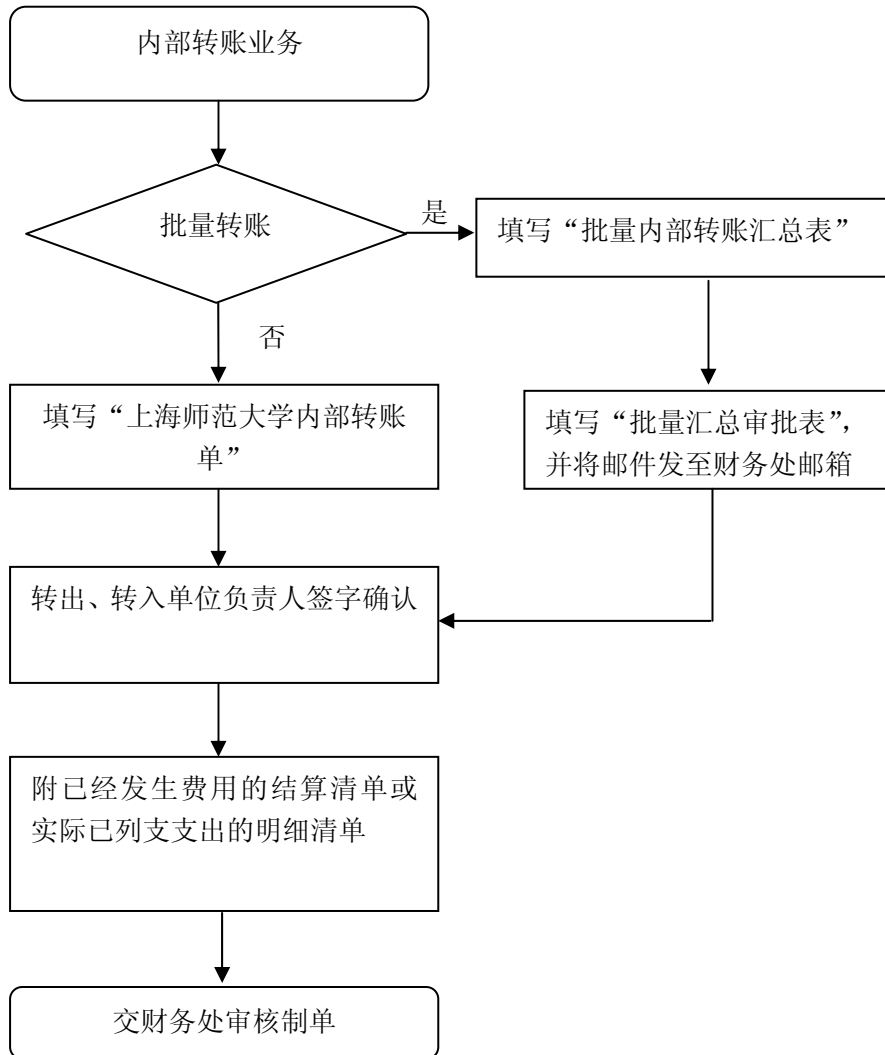 内部转账业务
批量转账
是
填写“批量内部转账汇总表”
否
填写“上海师范大学内部转账
单”
填写“批量汇总审批表”，
并将邮件发至财务处邮箱
转出、转入单位负责人签字确认
附已经发生费用的结算清单或
实际已列支支出的明细清单
交财务处审核制单